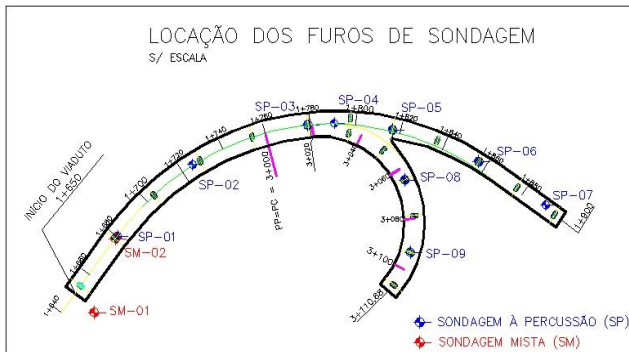 LOCAÇÃO DOS FUROS DE SONDAGEM
S/ ESCALA
SP-03
1+760
1+780
SP-04
1+800
SP-05
1+820
1+840
SP-06
1+860
1+880
SP-07
1+900
1+740
1+720
SP-02
1+700
PP=PC = 3+000
3+020
3+040
3+060
SP-08
3+080
SP-09
3+100
3+110.88
INÍCIO DO VIADUTO
1+650
1+680
SP-01
SM-02
1+660
1+640
SM-01
SONDAGEM À PERCUSSÃO (SP)
SONDAGEM MISTA (SM)